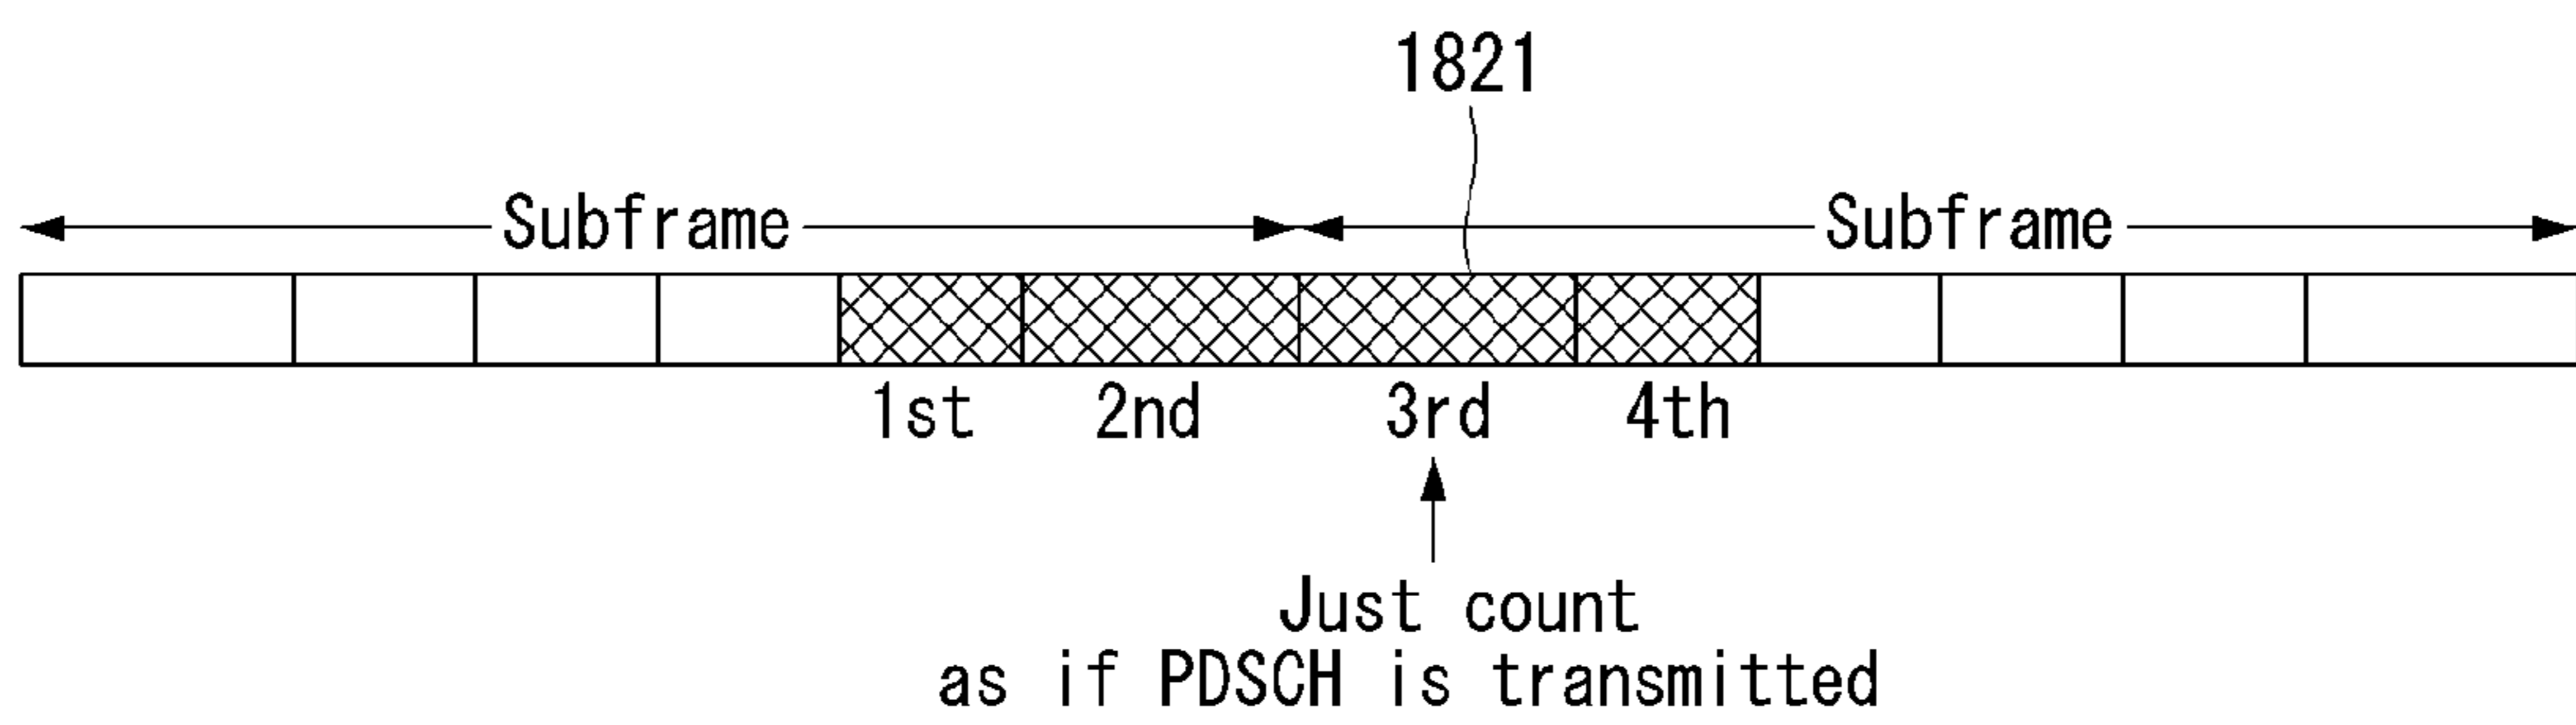 1821
Subframe Subframe
1st 2nd 3rd 4th
Just count
as if PDSCH is transmitted